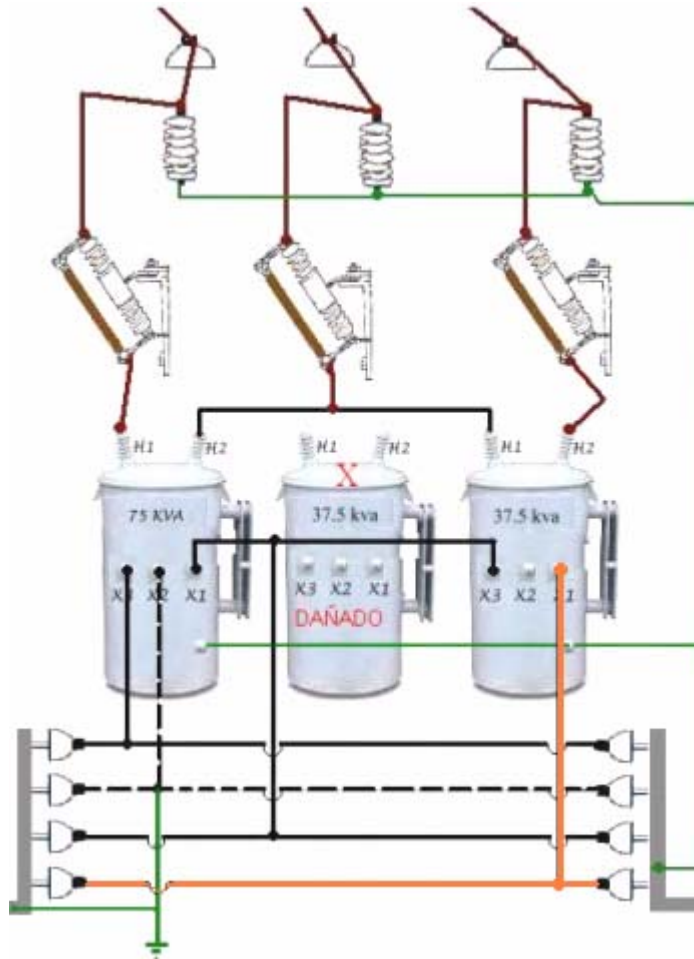 H1 H2 H1 H2 H1 H2
X
75 KVA 37.5 kva 37.5 kva
X3 X2 X1 X3 X2 X1 X3 X2 X1
DAÑADO